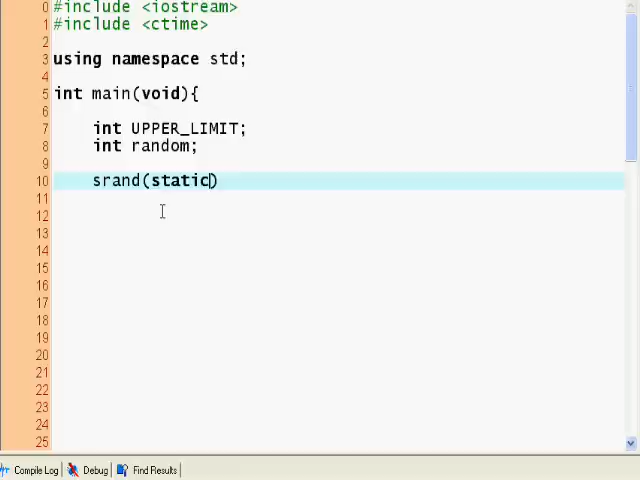 0 #include <iostream>
1 #include <ctime>
2
3 using namespace std;
4
5 int main(void){
6
7 int UPPER_LIMIT;
8 int random;
9
10 srand(static)
11
12
13
14
15
16
17
18
19
20
21
22
23
24
25
Compile Log Debug Find Results